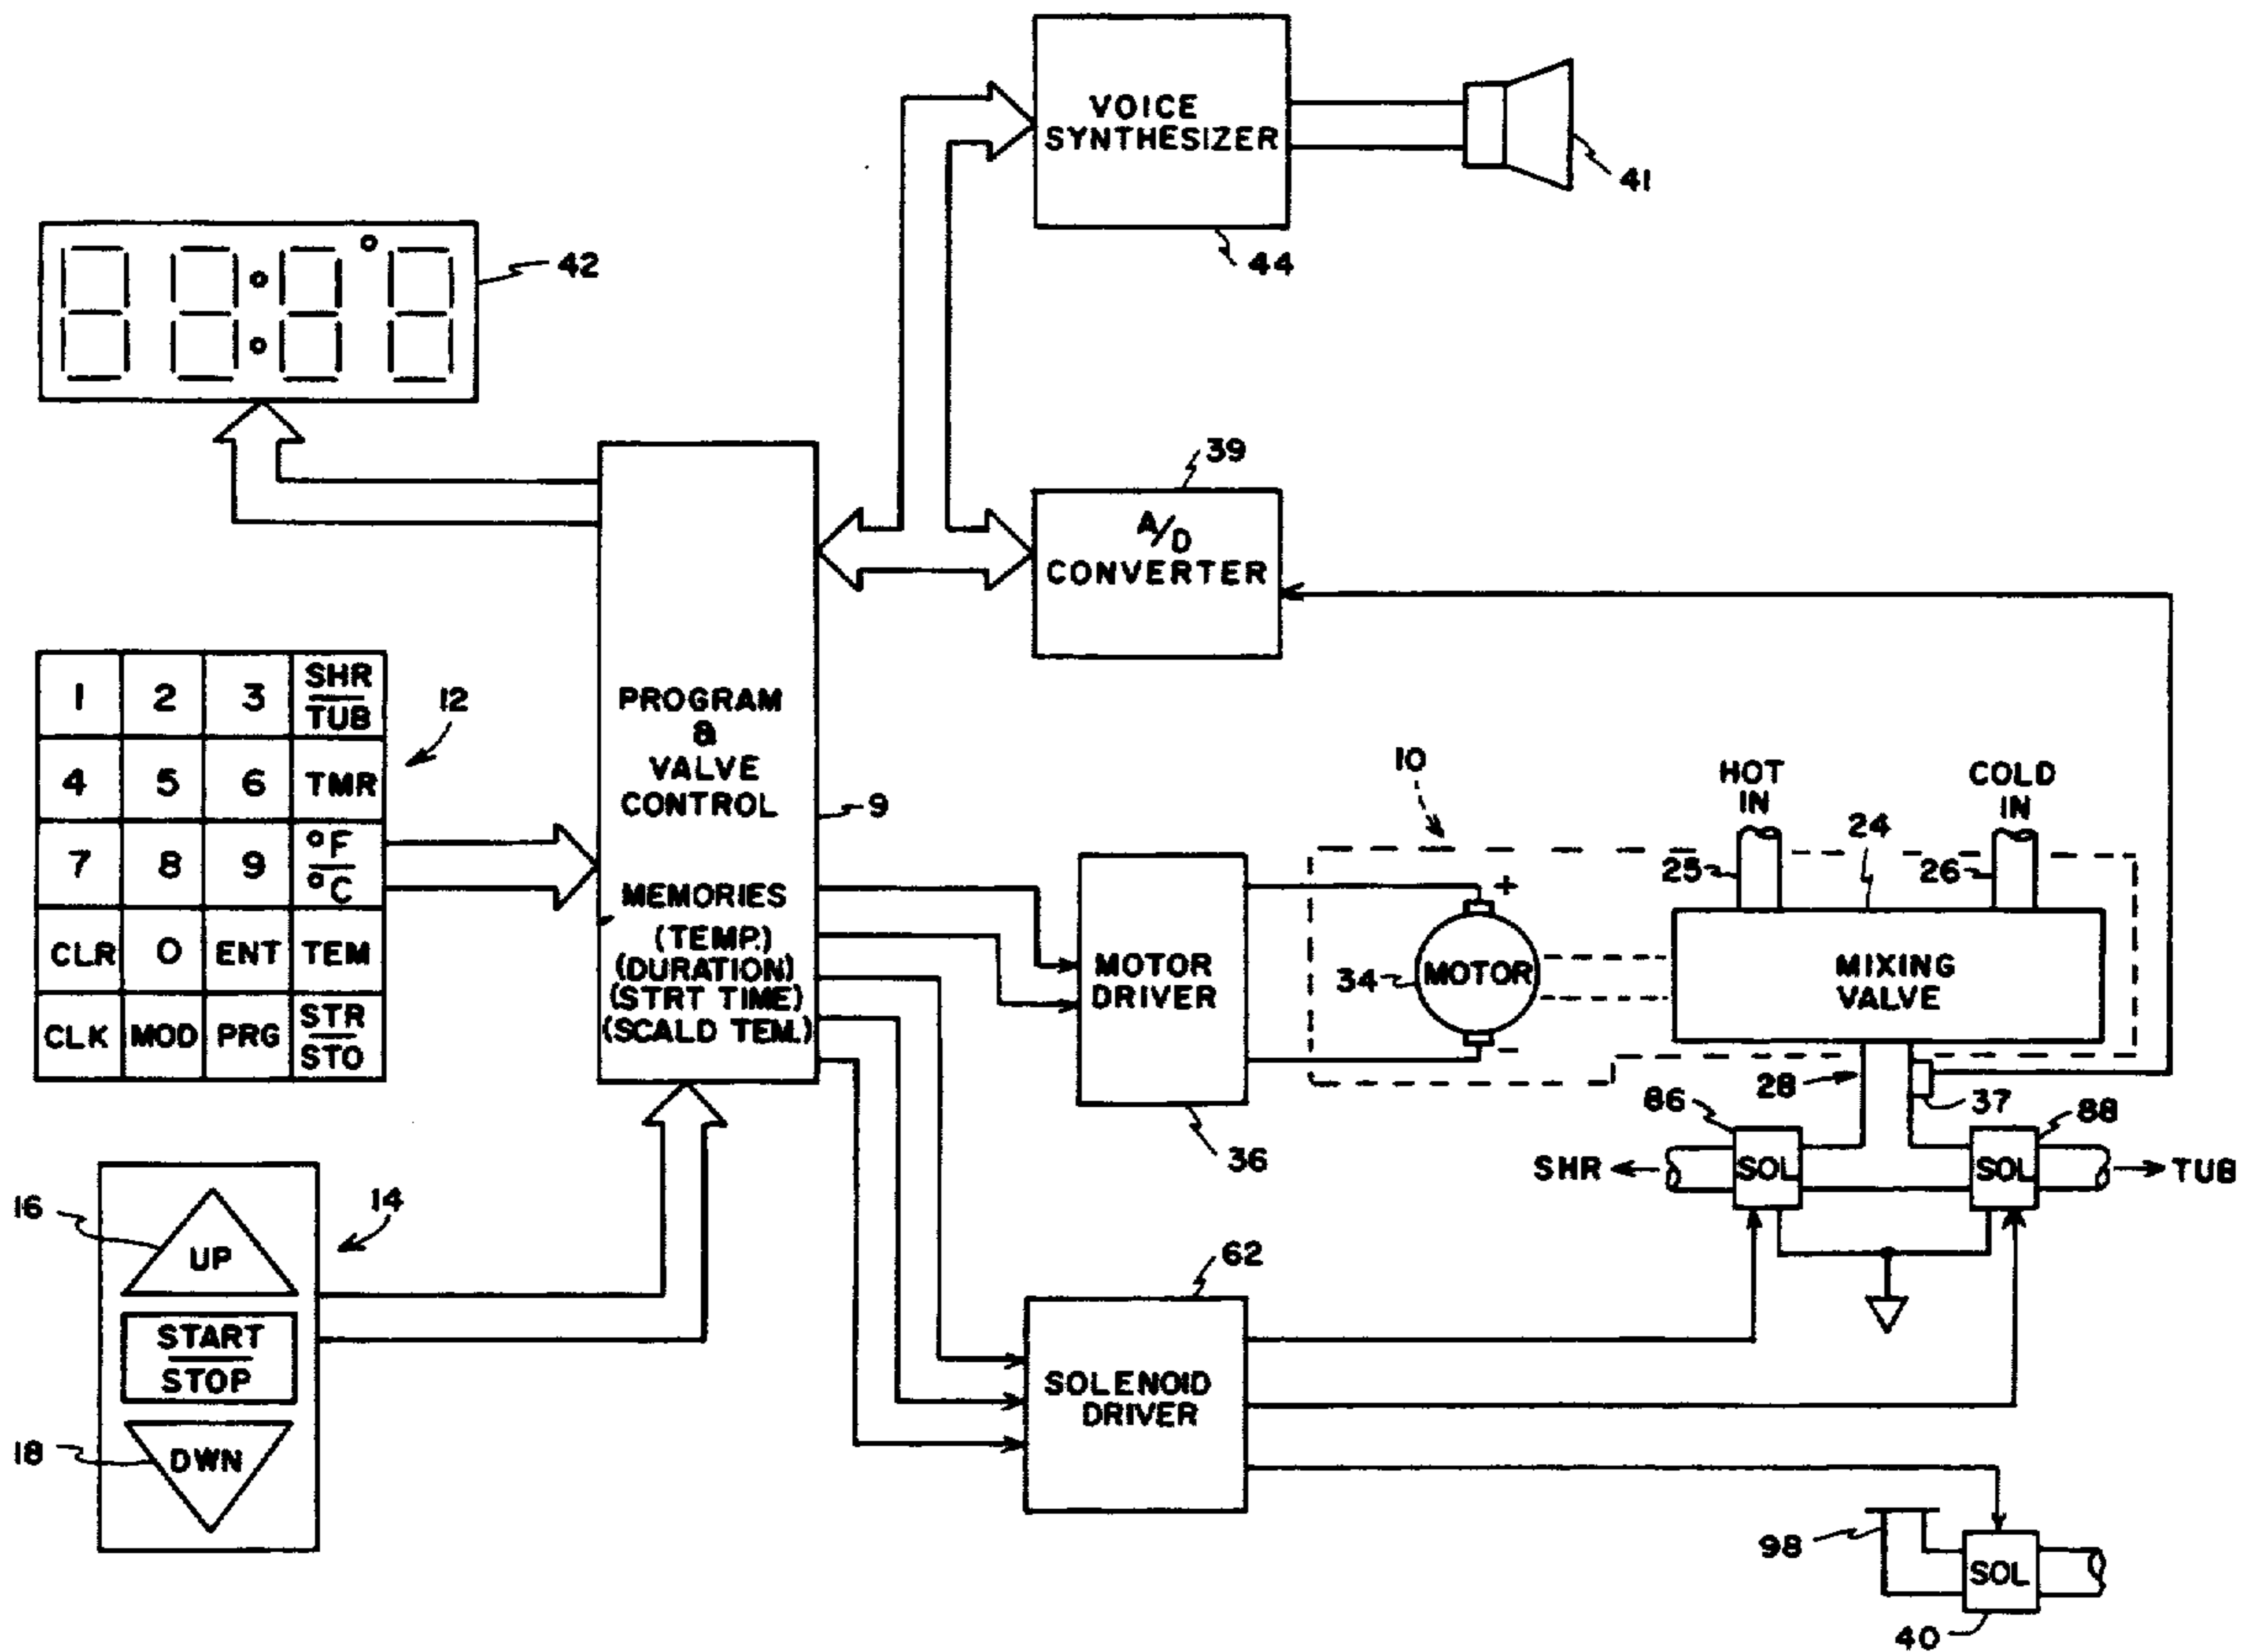 VOICE
SYNTHESIZER
41
44
42
39
A/D
CONVERTER
1 2 3 SHR
TUB
4 5 6 TMR
7 8 9 °F
°C
CLR 0 ENT TEM
CLK MOD PRG STR
STO
12
PROGRAM
&
VALVE
CONTROL
9
MEMORIES
(TEMP.)
(DURATION)
(STRT TIME)
(SCALD TEM.)
10
HOT
IN
COLD
IN
24
25
26
+
MOTOR
DRIVER
34
MOTOR
-
MIXING
VALVE
36
28
37
86
88
SHR
SOL
SOL
TUB
16
UP
14
START
STOP
18
DWN
62
SOLENOID
DRIVER
98
SOL
40